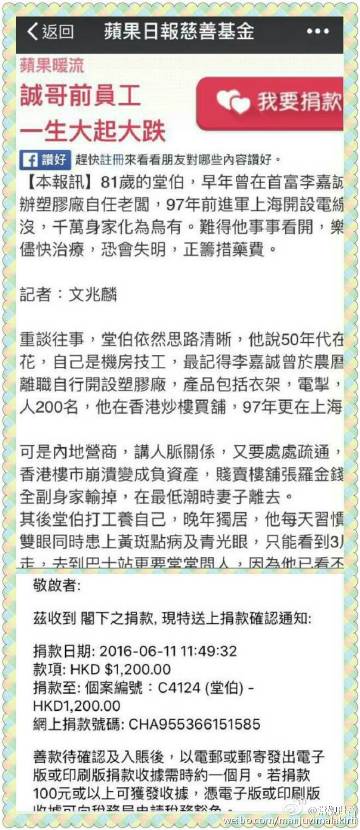 返回
蘋果日報慈善基金
蘋果暖流
誠哥前員工
一生大起大跌
我要捐款
讚好
趕快註冊來看看朋友對哪些內容讚好。
【本報訊】81歲的堂伯，早年曾在首富李嘉誠
辦塑膠廠自任老闆，97年前進軍上海開設電線
沒，千萬身家化為烏有。難得他事事看開，樂
儘快治療，恐會失明，正籌措藥費。
記者：文兆麟
重談往事，堂伯依然思路清晰，他說50年代在
花，自己是機房技工，最記得李嘉誠曾於農曆
離職自行開設塑膠廠，產品包括衣架，電掣，
人200名，他在香港炒樓買舖，97年更在上海
可是內地營商，講人脈關係，又要處處疏通，
香港樓市崩潰變成負資產，賤賣樓舖張羅金錢
全副身家輸掉，在最低潮時妻子離去。
其後堂伯打工養自己，晚年獨居，他每天習慣
雙眼同時患上黃斑點病及青光眼，只能看到3尺
走，去到巴士站更要常常問人，因為他已看不
敬啟者:
茲收到 閣下之捐款, 現特送上捐款確認通知:
捐款日期: 2016-06-11 11:49:32
款項: HKD $1,200.00
捐款至: 個案編號：C4124 (堂伯) -
HKD1,200.00
網上捐款號碼: CHA955366151585
善款待確認及入賬後，以電郵或郵寄發出電子
版或印刷版捐款收據需時約一個月。若捐款
100元或以上可獲發收據，憑電子版或印刷版
收據可向稅務局申請稅務豁免。